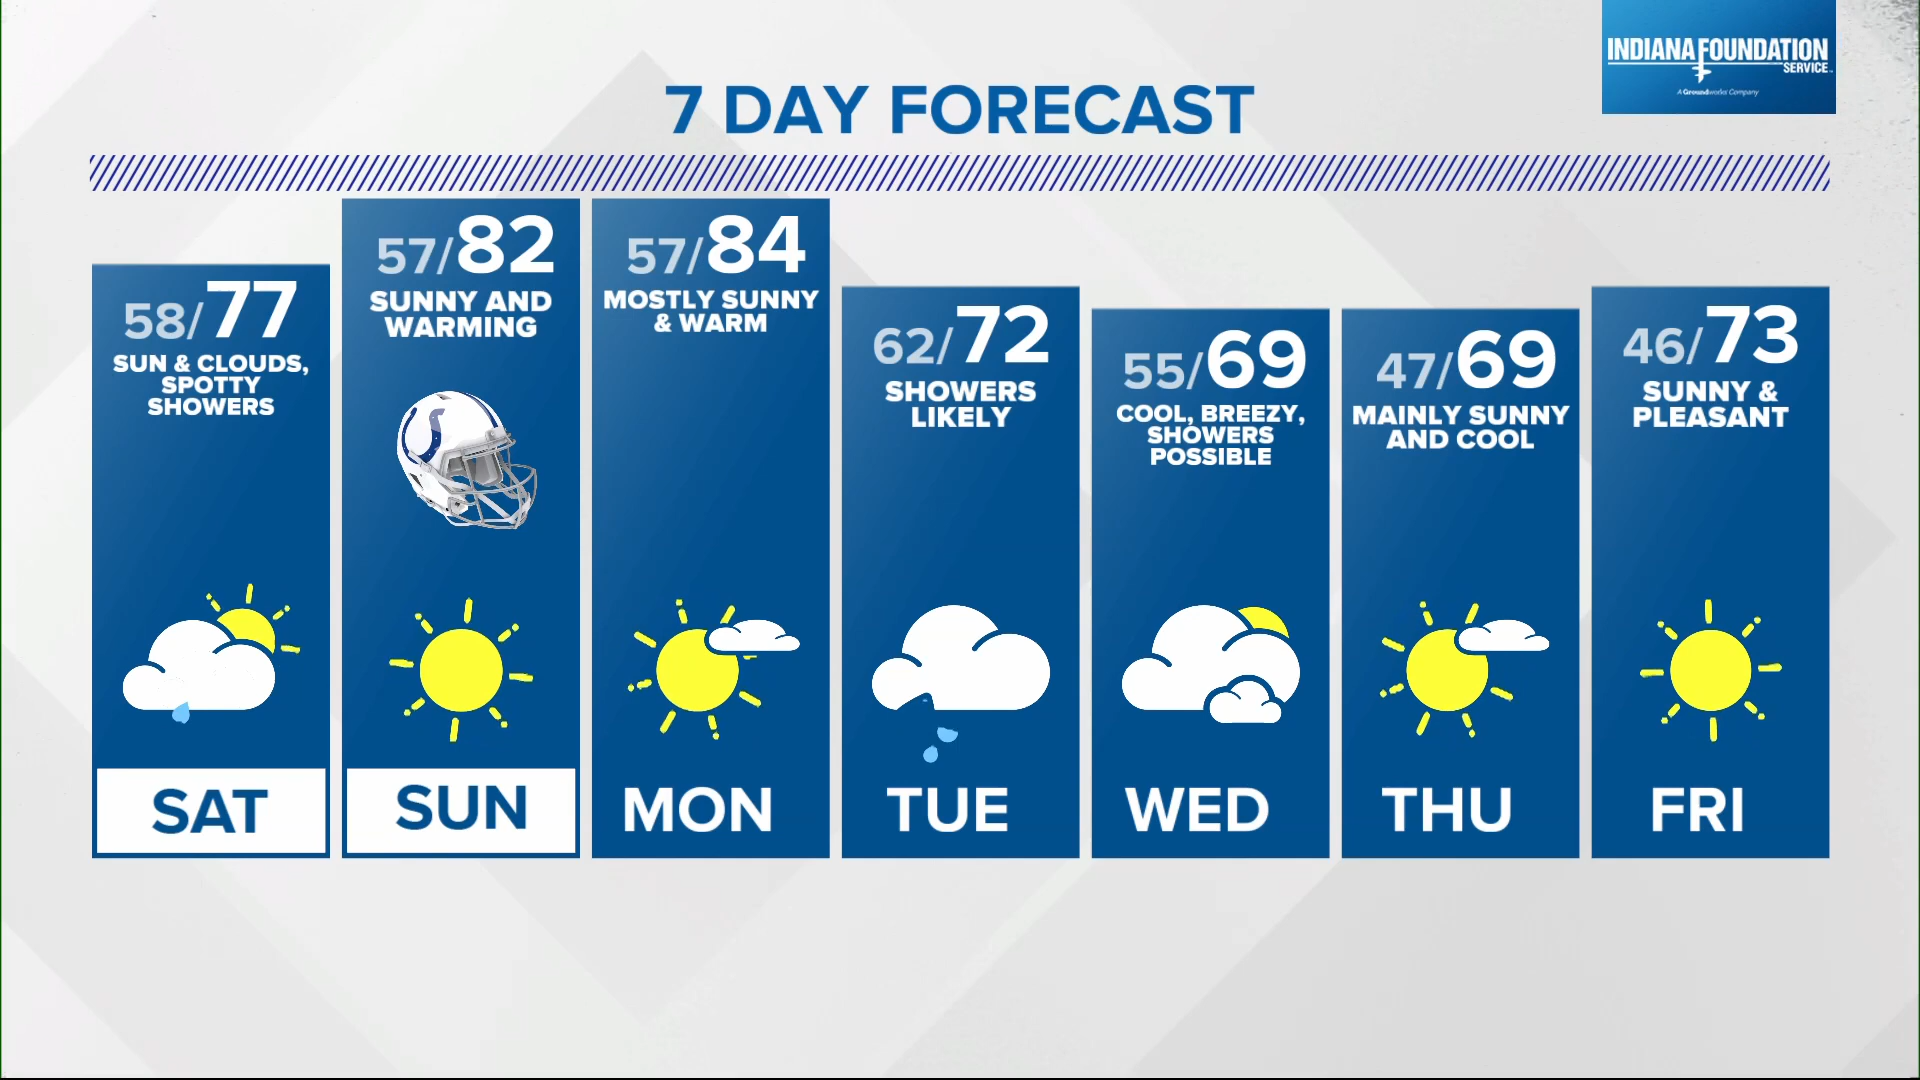 INDIANA FOUNDATION
SERVICE
A Groundworks Company
7 DAY FORECAST
58/77
SUN & CLOUDS,
SPOTTY
SHOWERS
SAT
57/82
SUNNY AND
WARMING
SUN
57/84
MOSTLY SUNNY
& WARM
MON
62/72
SHOWERS
LIKELY
TUE
55/69
COOL, BREEZY,
SHOWERS
POSSIBLE
WED
47/69
MAINLY SUNNY
AND COOL
THU
46/73
SUNNY &
PLEASANT
FRI